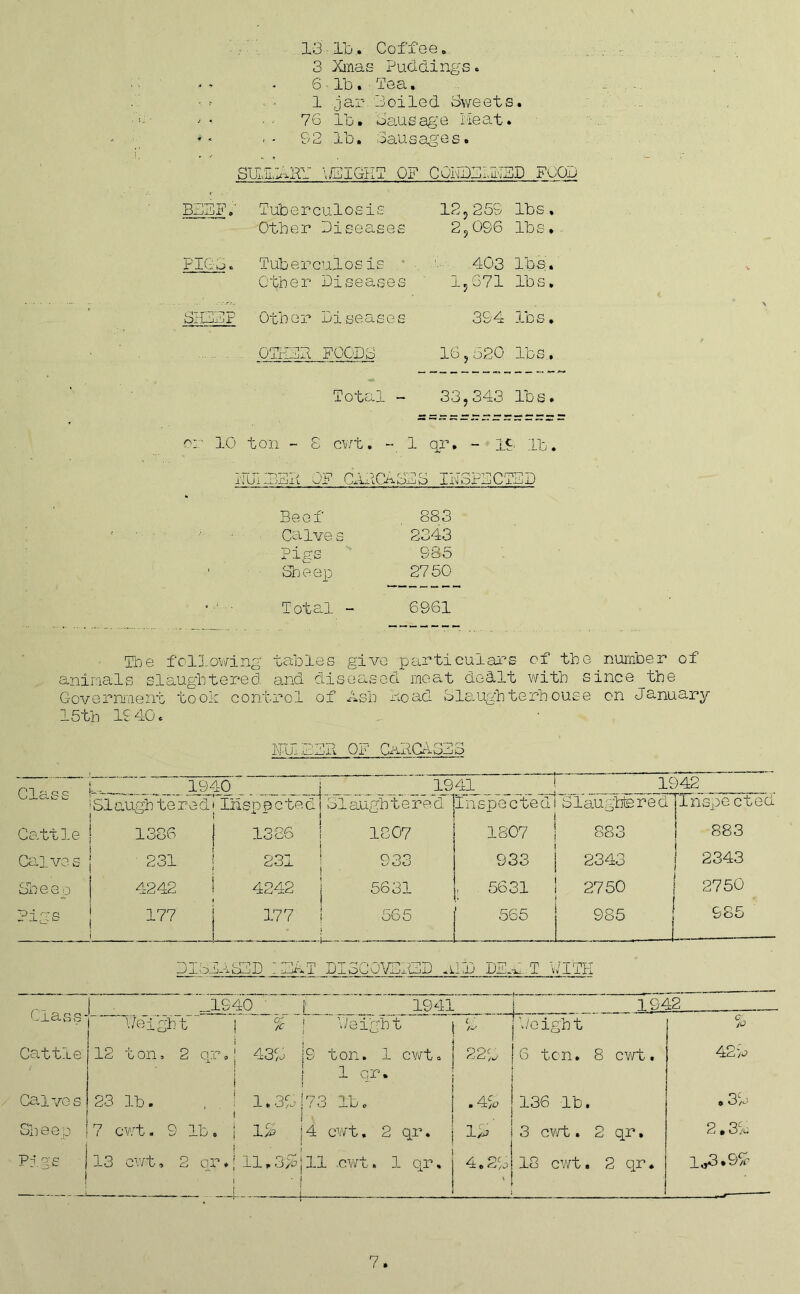 13 lb. Coffee.
3 Xmas Puddings.
6 lb. Tea.
1 jar Boiled Sweets.
76 lb. Sausage Meat.
92 lb. Sausages.
SUMMARY WEIGHT OF CONDEMNED FOOD
BEEF. Tuberculosis 12,259 lbs.
Other Diseases 2,096 lbs.
PIGS. Tuberculosis 403 lbs.
Other Diseases 1,671 lbs.
SHEEP Other Diseases 394 lbs.
OTHER FOODS 16,520 lbs.
Total - 33,343 lbs.
or 10 ton - 8 cwt. - 1 qr. - 19 lb.
NUMBER OF CARCASES INSPECTED
Beef 883
Calves 2343
Pigs 985
Sheep 2750
Total - 6961
The following tables give particulars of the number of
animals slaughtered and diseased meat dealt with since the
Government took control of Ash Road Slaughterhouse on January
15th 1940.
NUMBER OF CARCASES
Class 1940 1941 1942
Slaughtered Inspected Slaughtered Inspected Slaughtered Inspected
Cattle 1386 1386 1807 1807 883 883
Calves 231 231 933 933 2343 2343
Sheep 4242 4242 5631 5631 2750 2750
Pigs 177 177 565 565 985 985
DISEASED MEAT DISCOVERED AND DEALT WITH
Class 1940 1941 1942
Weight % Weight % Weight %
Cattle 12 ton. 2 qr. 43% 9 ton. 1 cwt. 22% 6 ton. 8 cwt. 42%
1 qr.
Calves 23 lb. 1.3% 73 lb. .4% 136 lb. .3%
Sheep 7 cwt. 9 lb. 1% 4 cwt. 2 qr. 1% 3 cwt. 2 qr. 2.3%
Pigs 13 cwt. 2 qr. 11.3% 11 cwt. 1 qr. 4.2% 18 cwt. 2 qr. 1,3.9%
7.